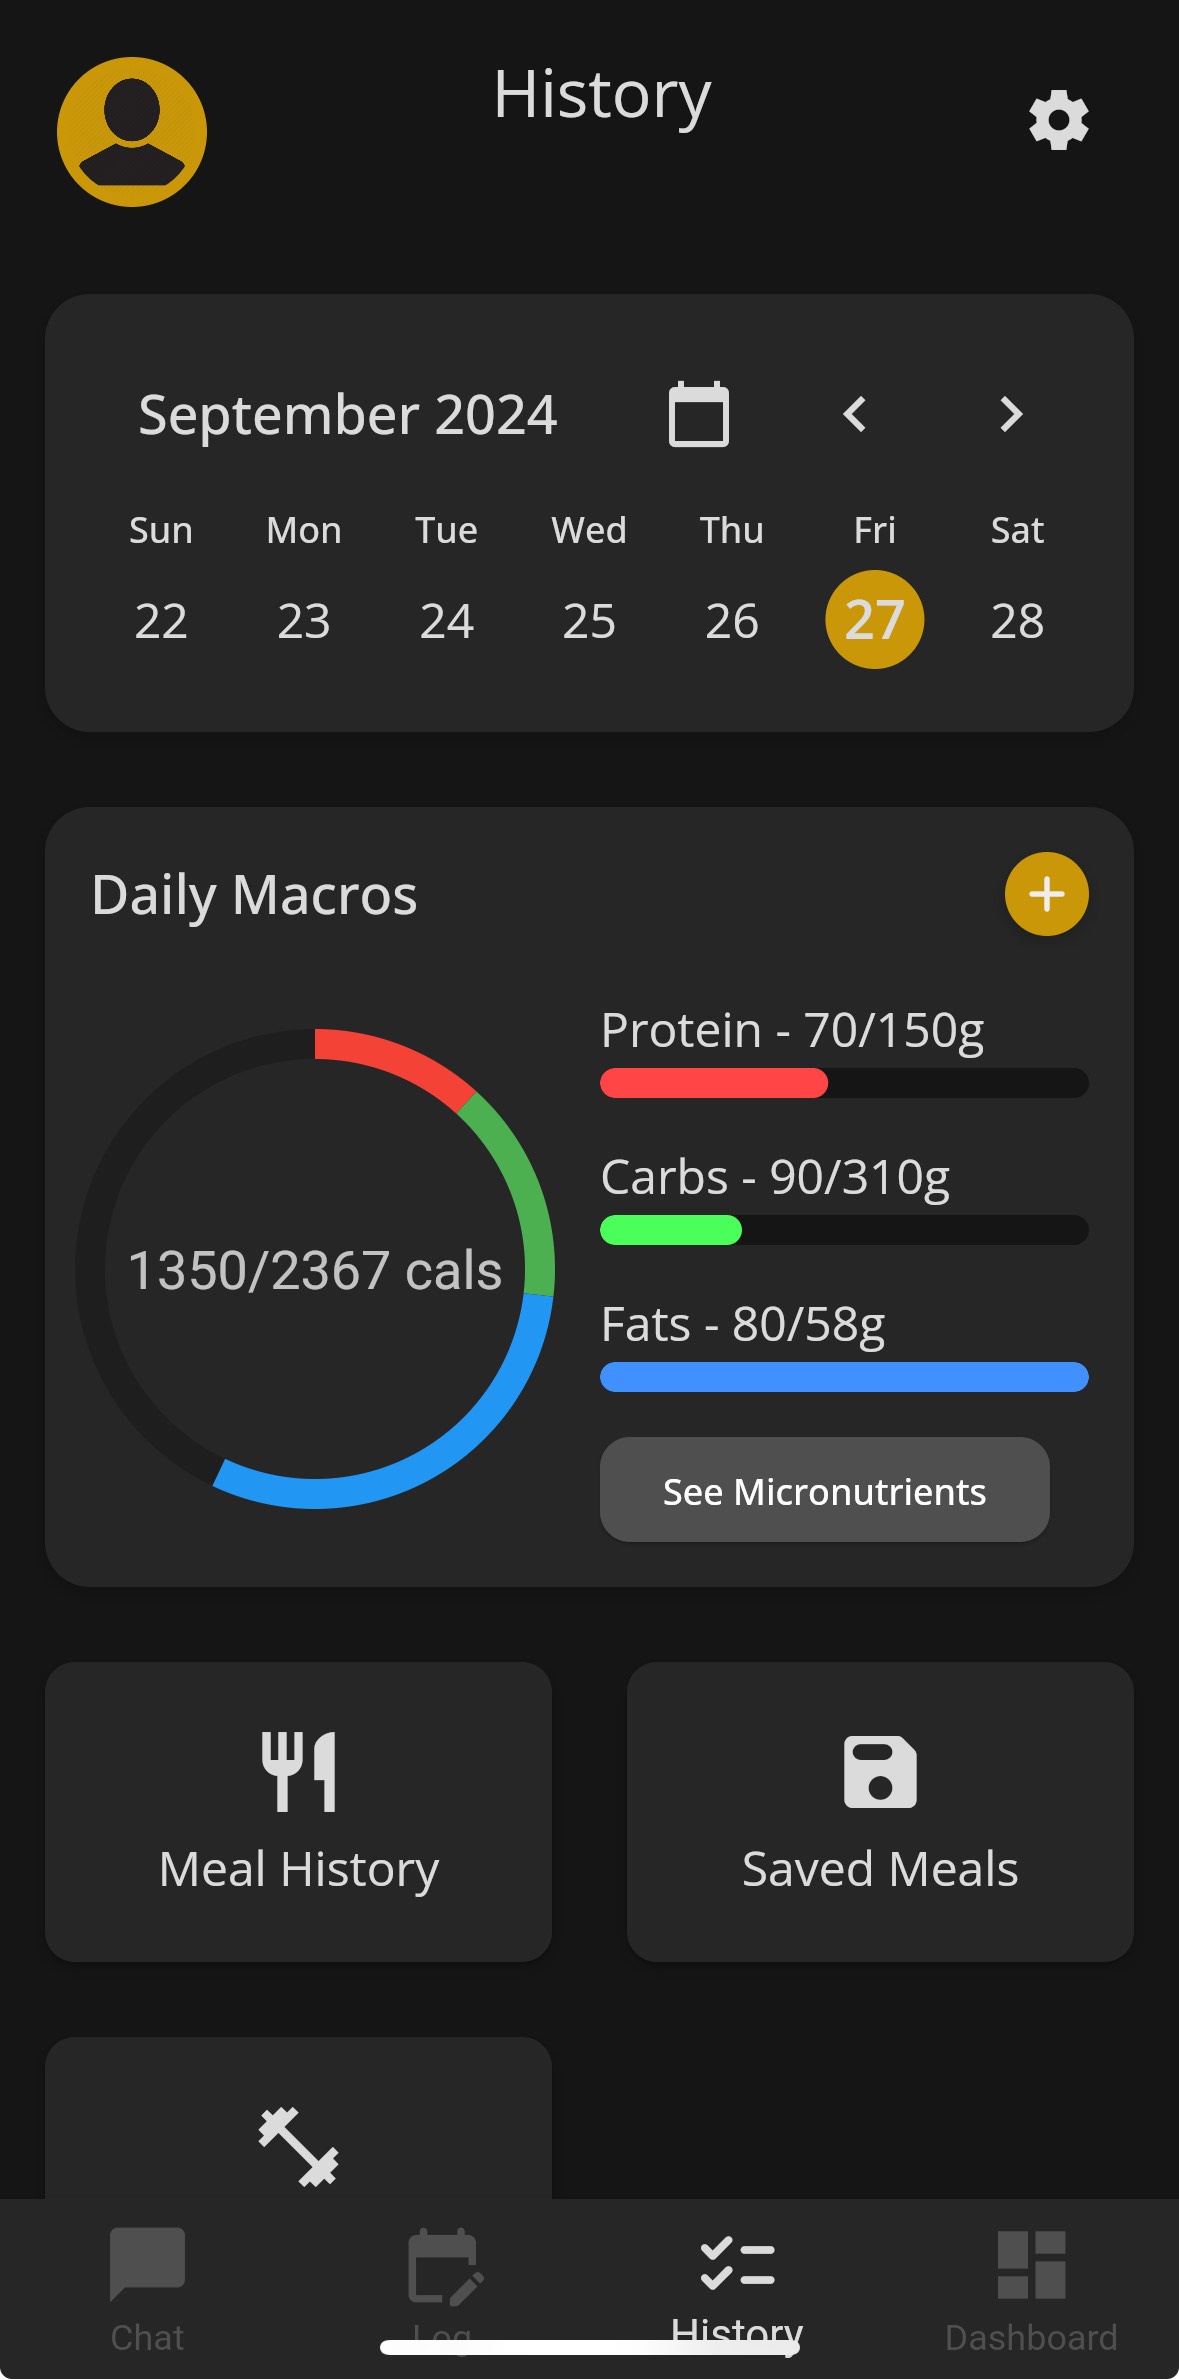 History
September 2024
Sun Mon Tue Wed Thu Fri Sat
22 23 24 25 26 27 28
Daily Macros
1350/2367 cals
Protein - 70/150g
Carbs - 90/310g
Fats - 80/58g
See Micronutrients
Meal History
Saved Meals
Chat Log History Dashboard